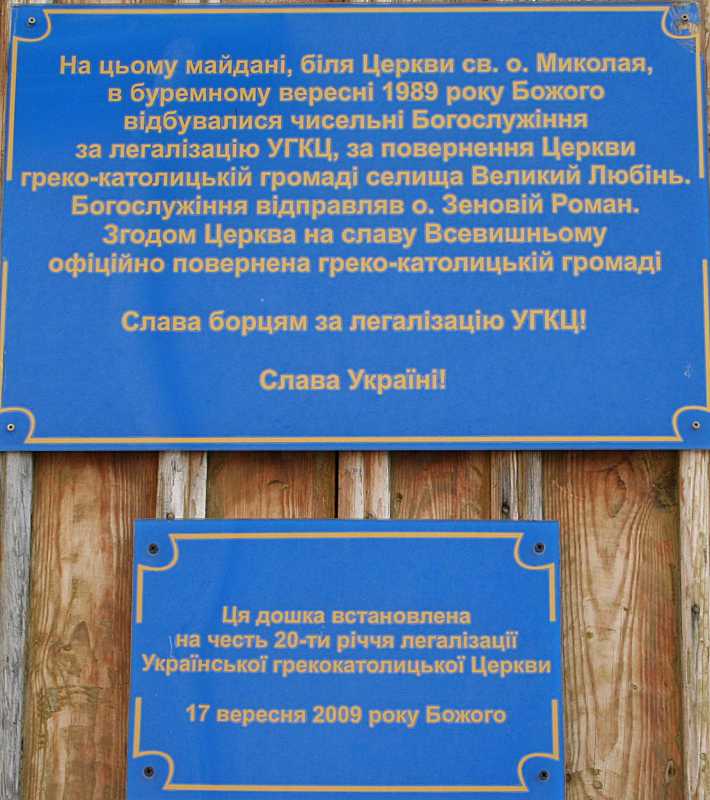 На цьому майдані, біля Церкви св. о. Миколая,
в буремному вересні 1989 року Божого
відбувалися чисельні Богослужіння
за легалізацію УГКЦ, за повернення Церкви
греко-католицькій громаді селища Великий Любінь.
Богослужіння відправляв о. Зеновій Роман.
Згодом Церква на славу Всевишньому
офіційно повернена греко-католицькій громаді
Слава борцям за легалізацію УГКЦ!
Слава Україні!
Ця дошка встановлена
на честь 20-ти річчя легалізації
Української грекокатолицької Церкви
17 вересня 2009 року Божого